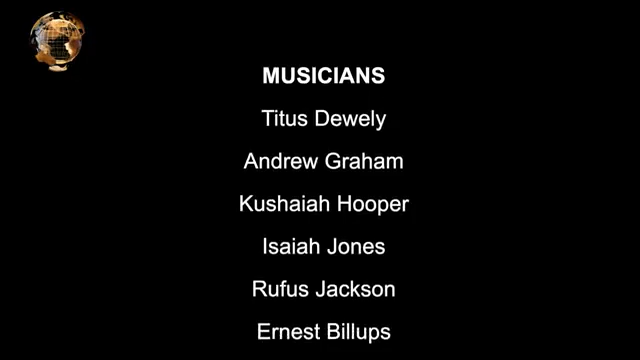 MUSICIANS
Titus Dewely
Andrew Graham
Kushaiah Hooper
Isaiah Jones
Rufus Jackson
Ernest Billups